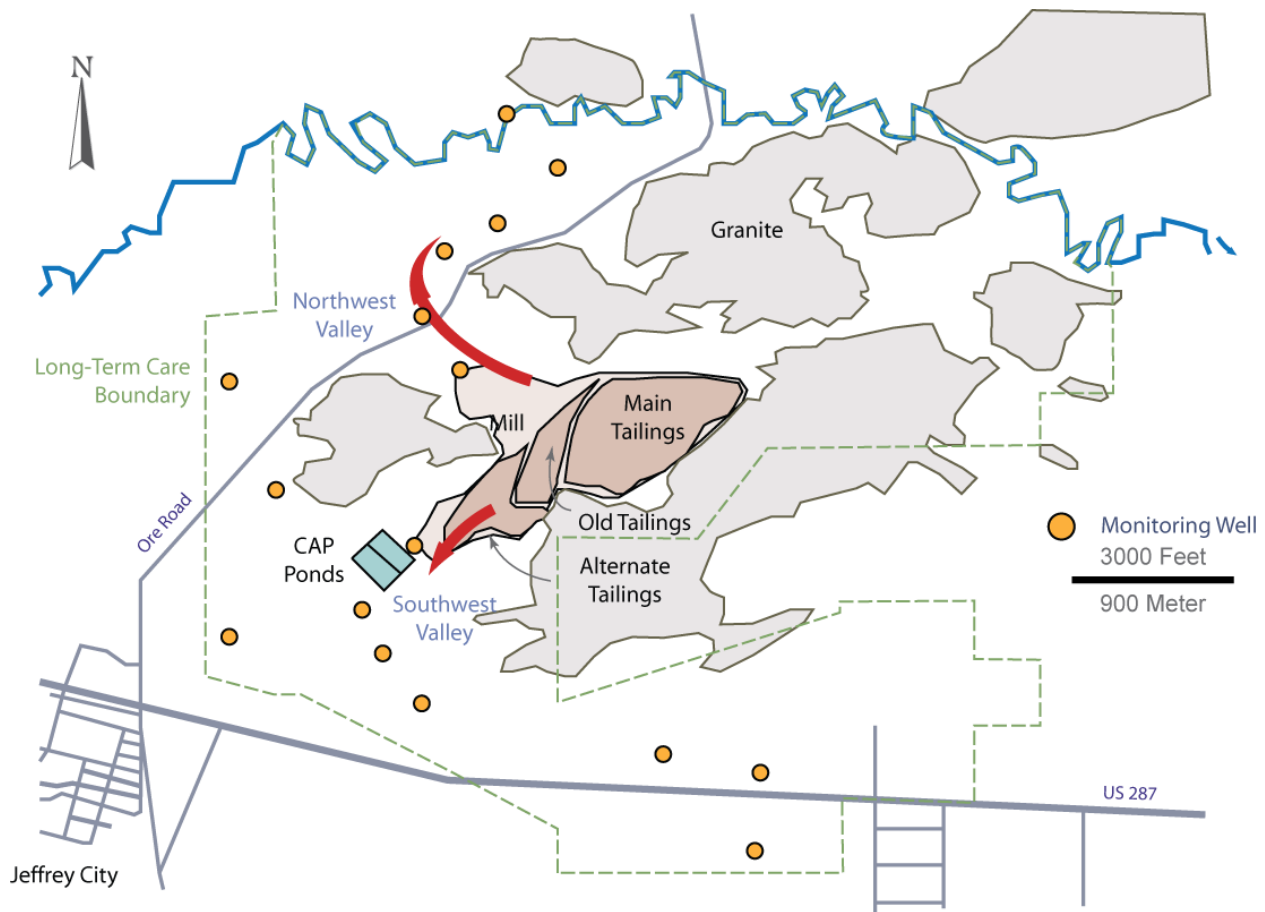 N
Granite
Northwest
Valley
Long-Term Care
Boundary
Main
Tailings
Mill
Ore Road
Old Tailings
Monitoring Well
3000 Feet
900 Meter
CAP
Ponds
Alternate
Tailings
Southwest
Valley
US 287
Jeffrey City